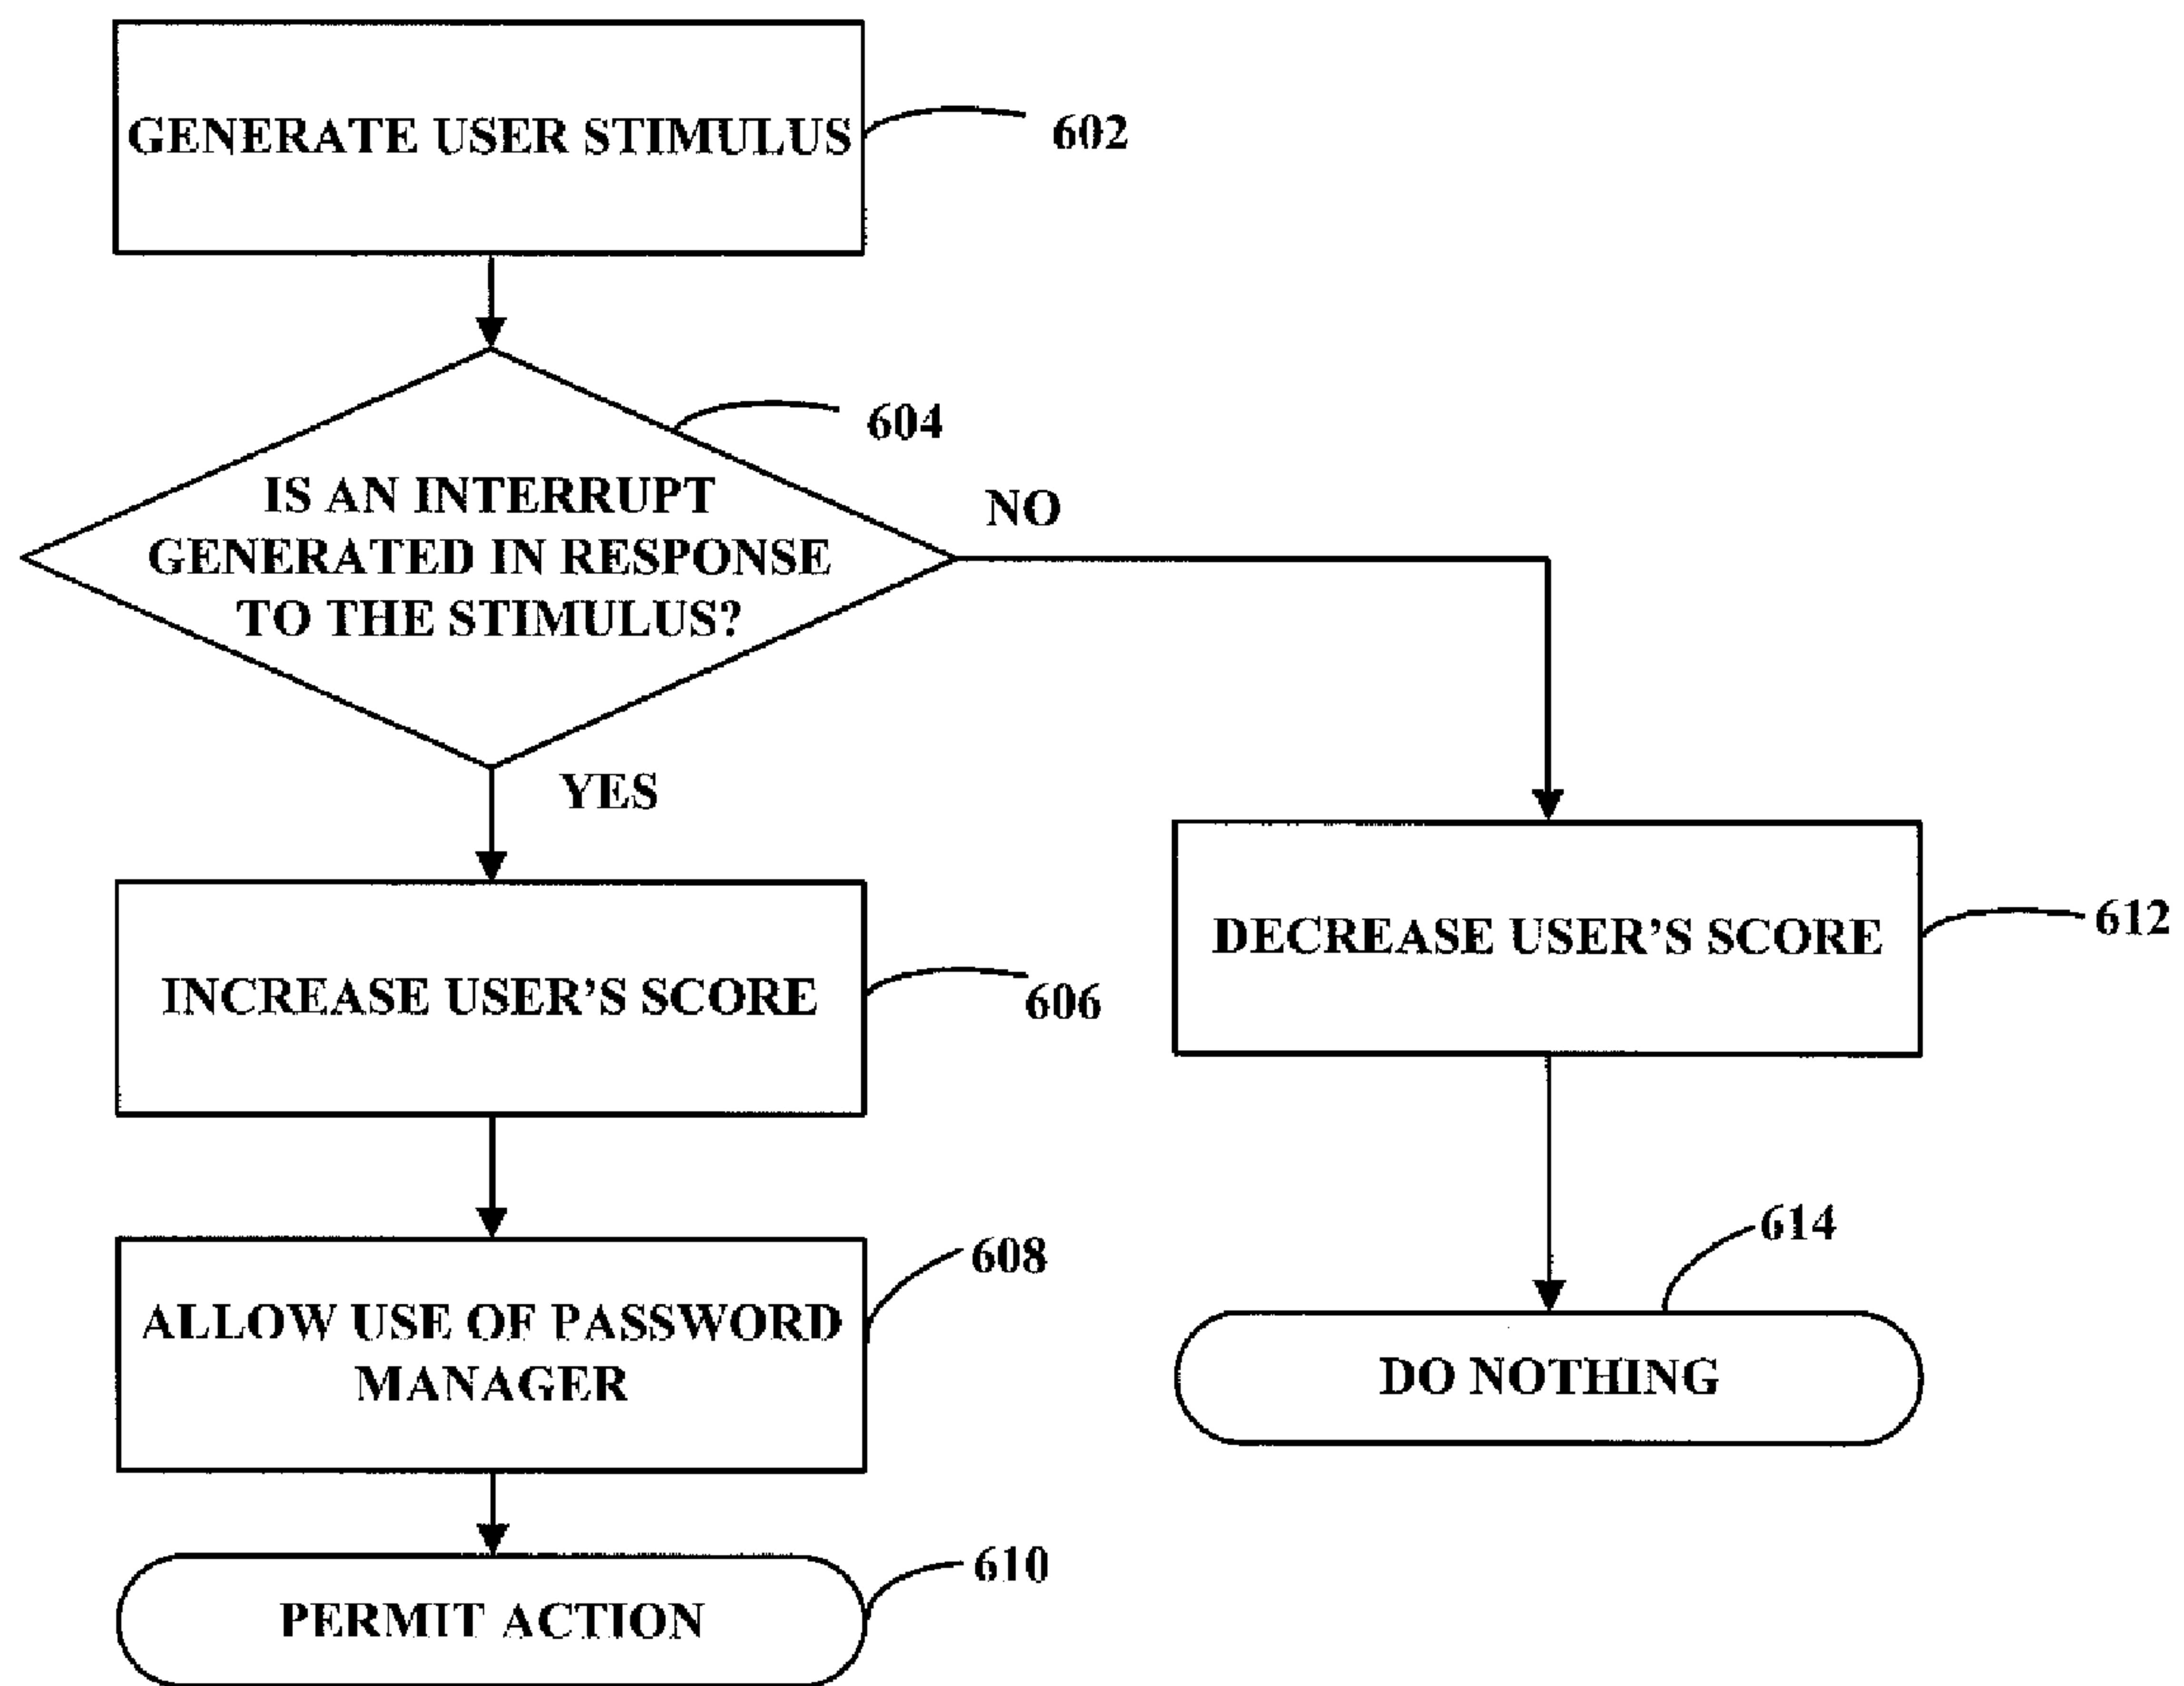 GENERATE USER STIMULUS
602
604
IS AN INTERRUPT
GENERATED IN RESPONSE
TO THE STIMULUS?
NO
YES
INCREASE USER'S SCORE
606
DECREASE USER'S SCORE
612
ALLOW USE OF PASSWORD
MANAGER
608
614
DO NOTHING
PERMIT ACTION
610